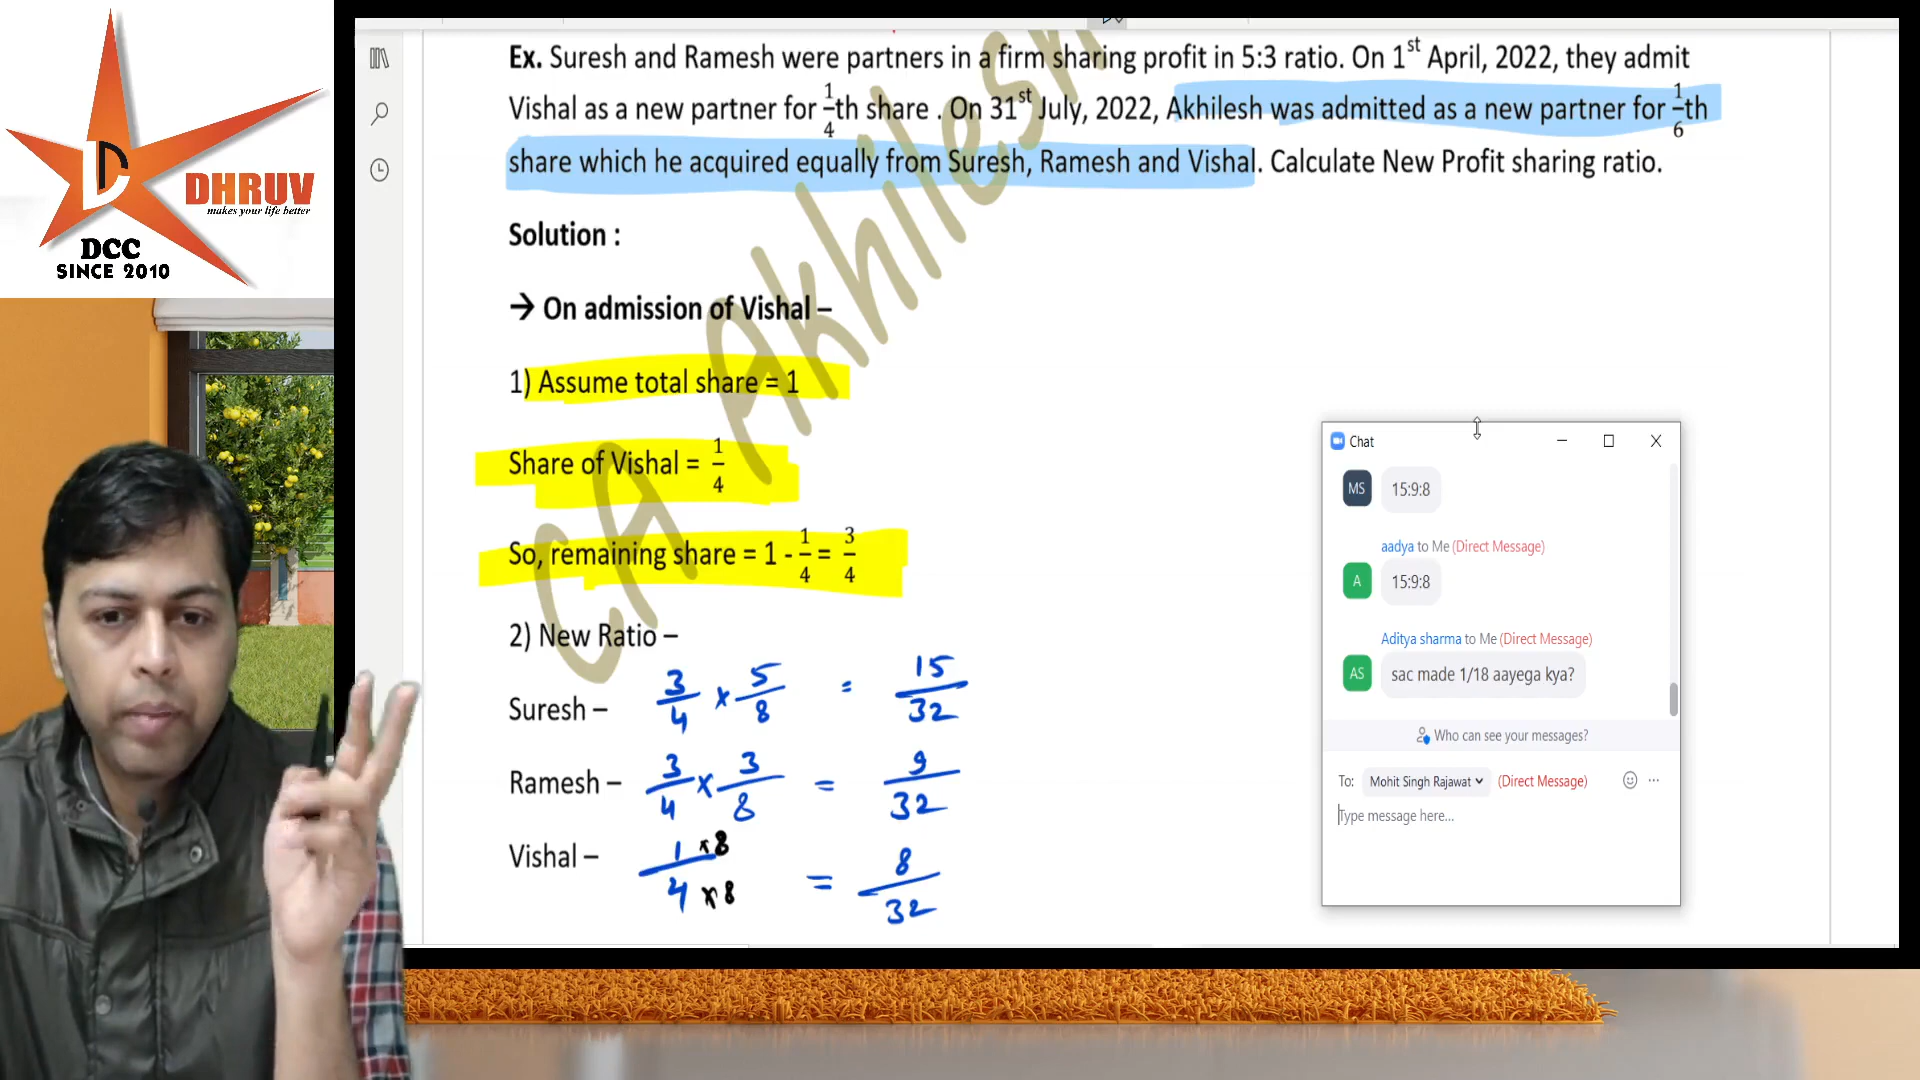 DHRUV
makes your life better
DCC
SINCE 2010
Ex. Suresh and Ramesh were partners in a firm sharing profit in 5:3 ratio. On 1st April, 2022, they admit
Vishal as a new partner for 1/4th share . On 31st July, 2022, Akhilesh was admitted as a new partner for 1/6th
share which he acquired equally from Suresh, Ramesh and Vishal. Calculate New Profit sharing ratio.
Solution :
→ On admission of Vishal –
1) Assume total share = 1
Share of Vishal = 1/4
So, remaining share = 1 - 1/4 = 3/4
2) New Ratio –
Suresh – 3/4 x 5/8 = 15/32
Ramesh – 3/4 x 3/8 = 9/32
Vishal – 1 x 8 / 4 x 8 = 8/32
CA Akhilesh
Chat
MS
15:9:8
aadya to Me (Direct Message)
A
15:9:8
Aditya sharma to Me (Direct Message)
AS
sac made 1/18 aayega kya?
Who can see your messages?
To: Mohit Singh Rajawat (Direct Message)
Type message here...